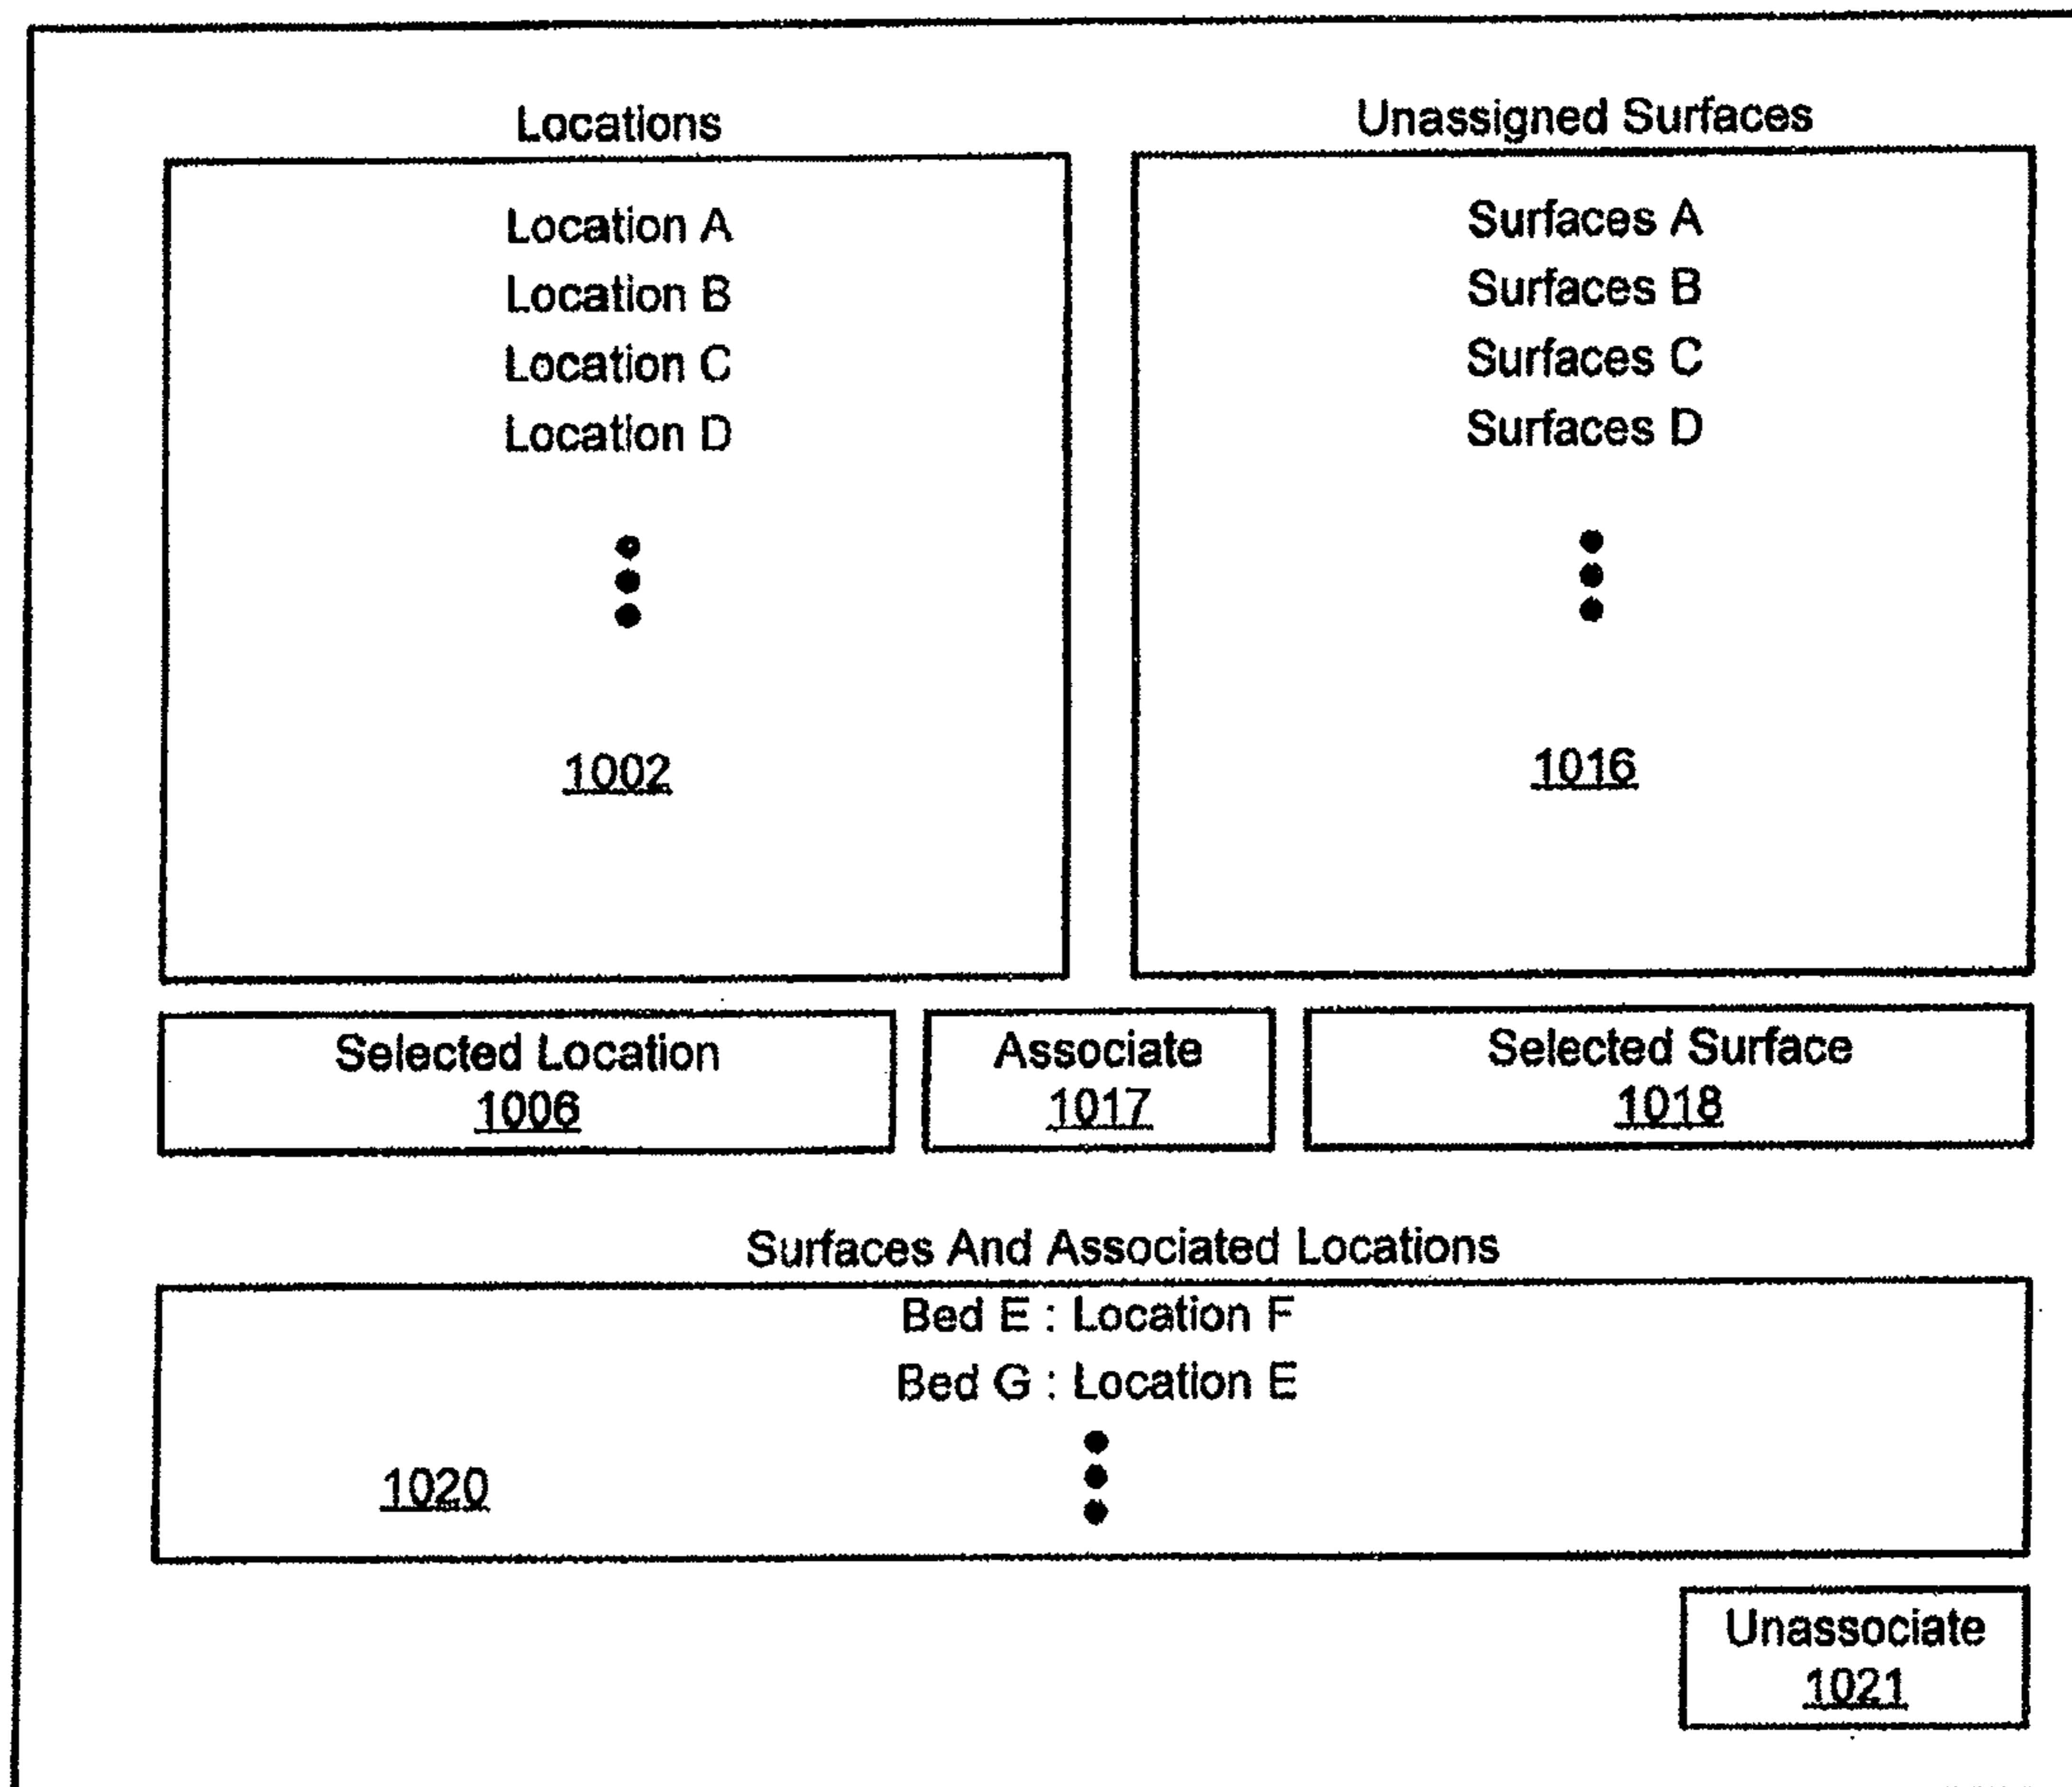 Locations
Location A
Location B
Location C
Location D
1002
Unassigned Surfaces
Surfaces A
Surfaces B
Surfaces C
Surfaces D
1016
Selected Location
1006
Associate
1017
Selected Surface
1018
Surfaces And Associated Locations
Bed E : Location F
Bed G : Location E
1020
Unassociate
1021